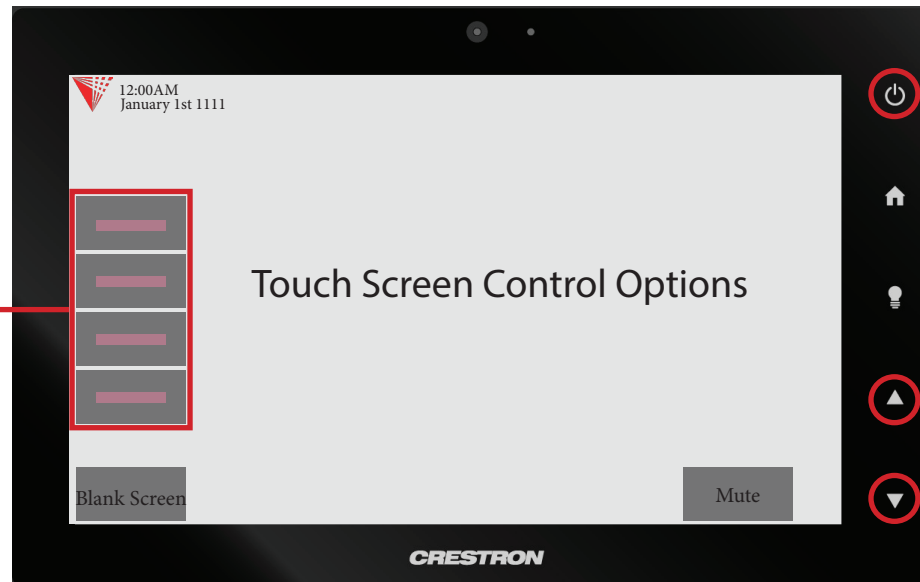 12:00AM
January 1st 1111
Touch Screen Control Options
Blank Screen
Mute
CRESTRON